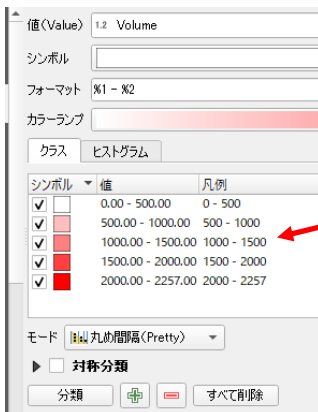 値(Value) 1.2 Volume
シンボル
フォーマット %1 - %2
カラーランプ
クラス ヒストグラム
シンボル 値 凡例
0.00 - 500.00 0 - 500
500.00 - 1000.00 500 - 1000
1000.00 - 1500.00 1000 - 1500
1500.00 - 2000.00 1500 - 2000
2000.00 - 2257.00 2000 - 2257
モード 丸め間隔(Pretty)
対称分類
分類 すべて削除